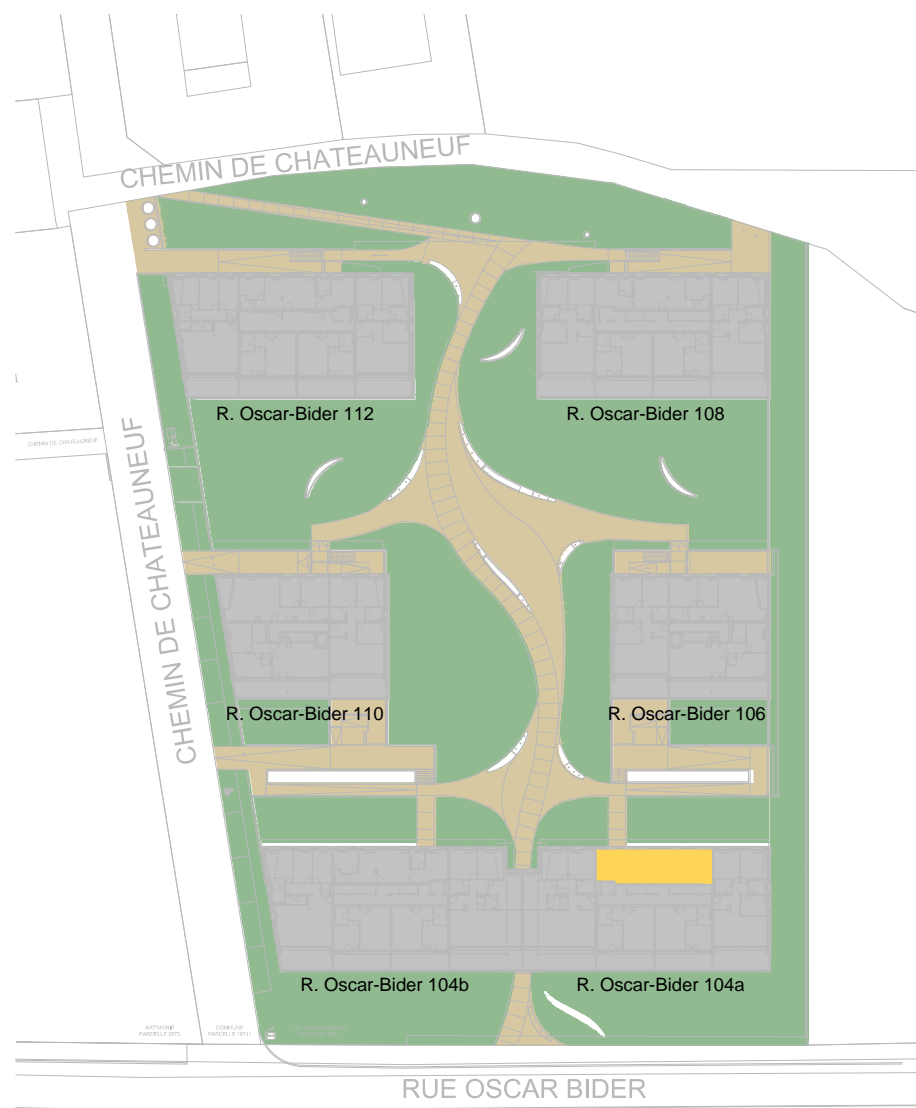 CHEMIN DE CHATEAUNEUF
R. Oscar-Bider 112
R. Oscar-Bider 108
CHEMIN DE CHATEAUNEUF
CHEMIN DE CHATEAUNEUF
R. Oscar-Bider 110
R. Oscar-Bider 106
R. Oscar-Bider 104b
R. Oscar-Bider 104a
COMMUNE
RUE OSCAR BIDER